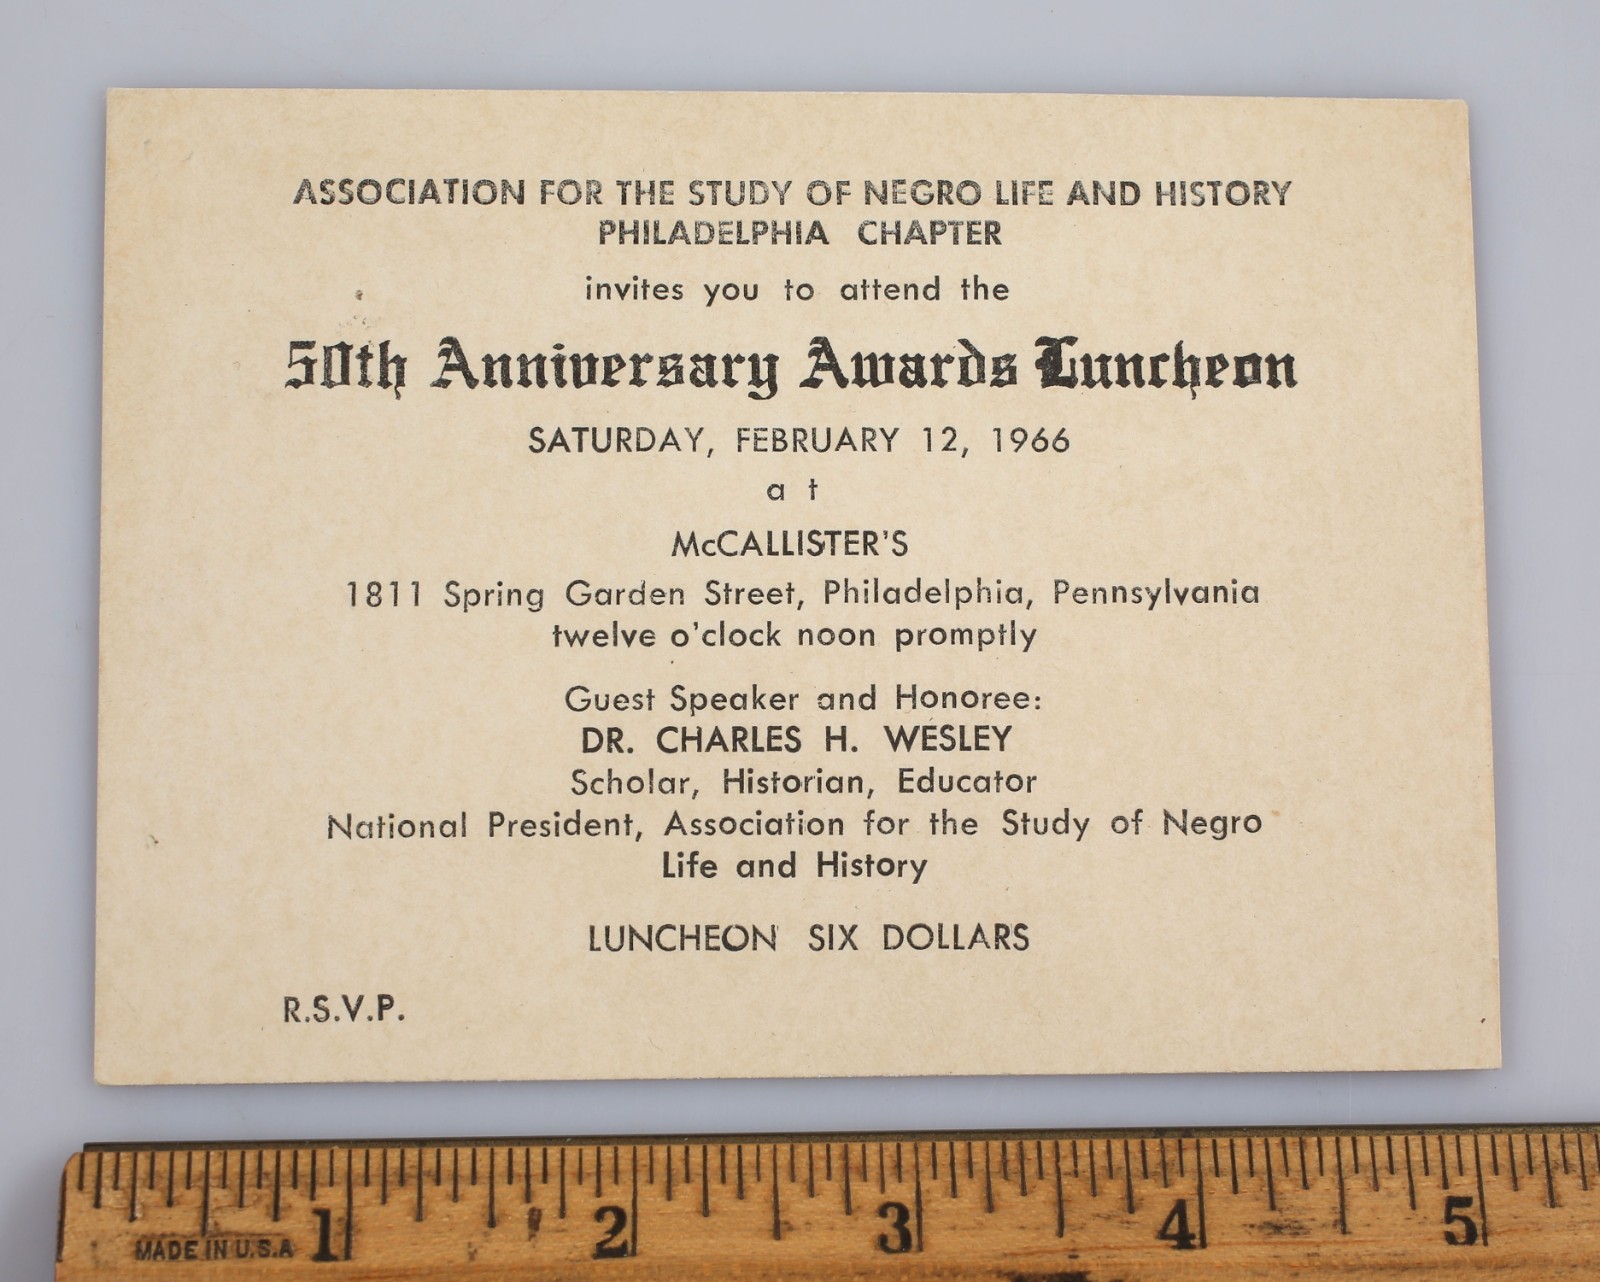 ASSOCIATION FOR THE STUDY OF NEGRO LIFE AND HISTORY
PHILADELPHIA CHAPTER
invites you to attend the
50th Anniversary Awards Luncheon
SATURDAY, FEBRUARY 12, 1966
at
McCALLISTER'S
1811 Spring Garden Street, Philadelphia, Pennsylvania
twelve o'clock noon promptly
Guest Speaker and Honoree:
DR. CHARLES H. WESLEY
Scholar, Historian, Educator
National President, Association for the Study of Negro
Life and History
LUNCHEON SIX DOLLARS
R.S.V.P.
1 2 3 4 5
MADE IN U.S.A